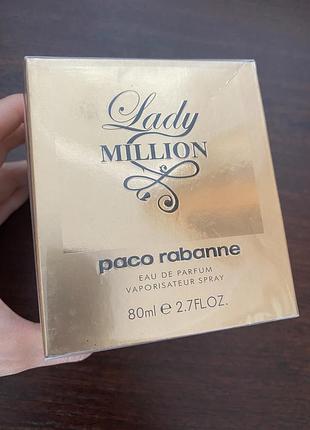 Lady
MILLION
paco rabanne
EAU DE PARFUM
VAPORISATEUR SPRAY
80ml e 2.7FLOZ.